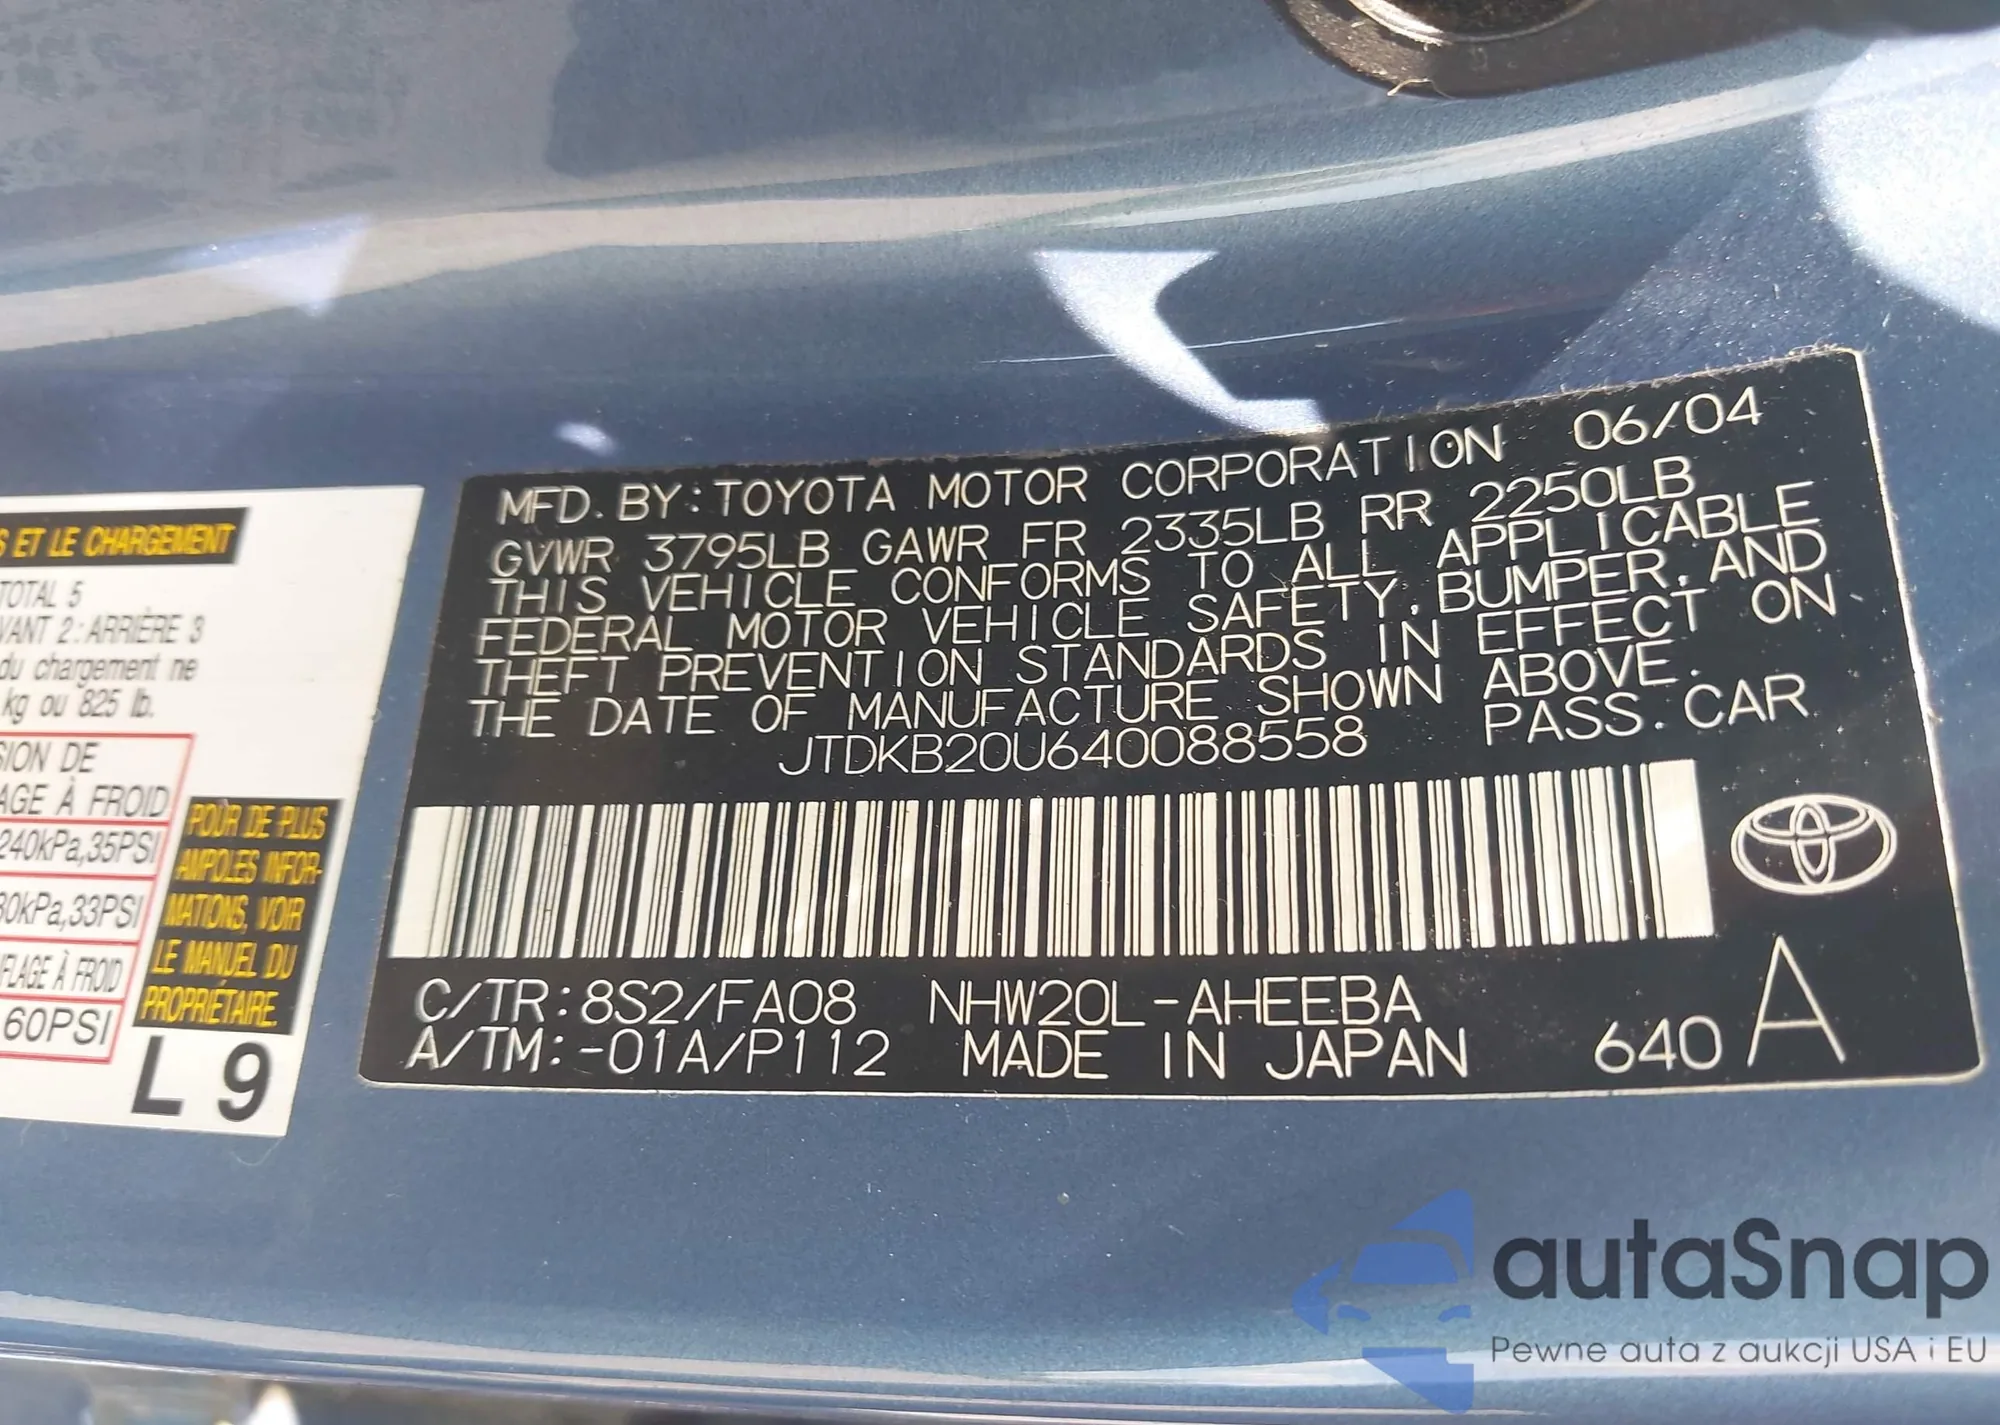 S ET LE CHARGEMENT
TOTAL 5
VANT 2: ARRIÈRE 3
du chargement ne
kg ou 825 lb.
SION DE
AGE À FROID
240kPa,35PSI
30kPa,33PSI
FLAGE À FROID
60PSI
POUR DE PLUS
AMPOLES INFOR-
MATIONS, VOIR
LE MANUEL DU
PROPRIÉTAIRE.
L 9
MFD. BY: TOYOTA MOTOR CORPORATION 06/04
GVWR 3795LB GAWR FR 2335LB RR 2250LB
THIS VEHICLE CONFORMS TO ALL APPLICABLE
FEDERAL MOTOR VEHICLE SAFETY, BUMPER, AND
THEFT PREVENTION STANDARDS IN EFFECT ON
THE DATE OF MANUFACTURE SHOWN ABOVE.
JTDKB20U640088558 PASS. CAR
C/TR: 8S2/FA08 NHW20L-AHEEBA
A/TM: -01A/P112 MADE IN JAPAN 640 A
autaSnap
Pewne auta z aukcji USA i EU